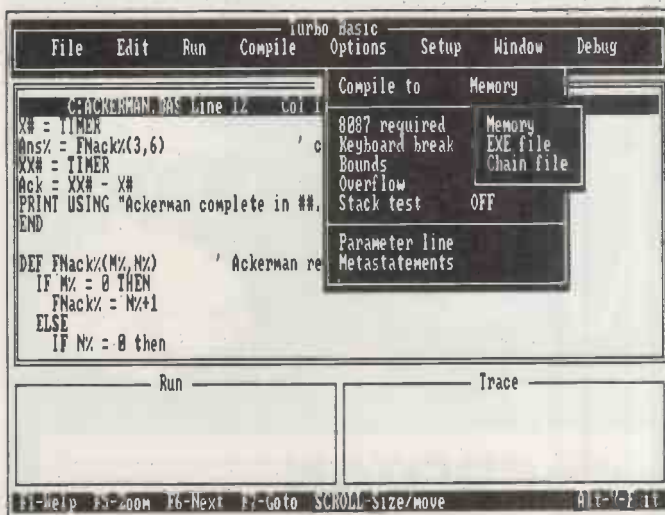 Turbo Basic
File Edit Run Compile Options Setup Window Debug
C:ACKERMAN.BAS Line 12 Col 1
X# = TIMER
Ans% = FNack%(3,6) ' c
XX# = TIMER
Ack = XX# - X#
PRINT USING "Ackerman complete in ##.
END
DEF FNack%(M%,N%) ' Ackerman re
IF M% = 0 THEN
FNack% = N%+1
ELSE
IF N% = 0 then
Compile to Memory
8087 required
Keyboard break
Bounds
Overflow
Stack test OFF
Parameter line
Metastatements
Memory
EXE file
Chain file
Run
Trace
F1-Help F5-Zoom F6-Next F7-Goto SCROLL-Size/move